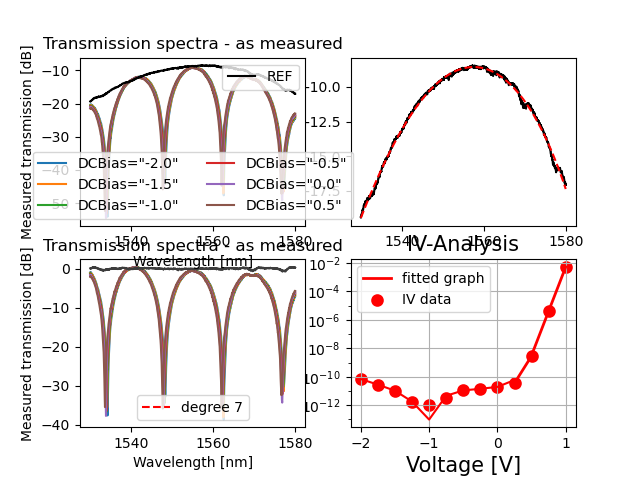 Transmission spectra - as measured
Measured transmission [dB]
−10
−20
−30
−40
−50
REF
DCBias="-2.0"
DCBias="-1.5"
DCBias="-1.0"
DCBias="-0.5"
DCBias="0.0"
DCBias="0.5"
1540
1560
1580
Wavelength [nm]
−10.0
−12.5
−17.5
1540
1560
1580
Transmission spectra - as measured
Measured transmission [dB]
0
−10
−20
−30
−40
degree 7
1540
1560
1580
Wavelength [nm]
IV-Analysis
fitted graph
IV data
10⁻²
10⁻⁴
10⁻⁶
10⁻⁸
10⁻¹⁰
10⁻¹²
−2
−1
0
1
Voltage [V]